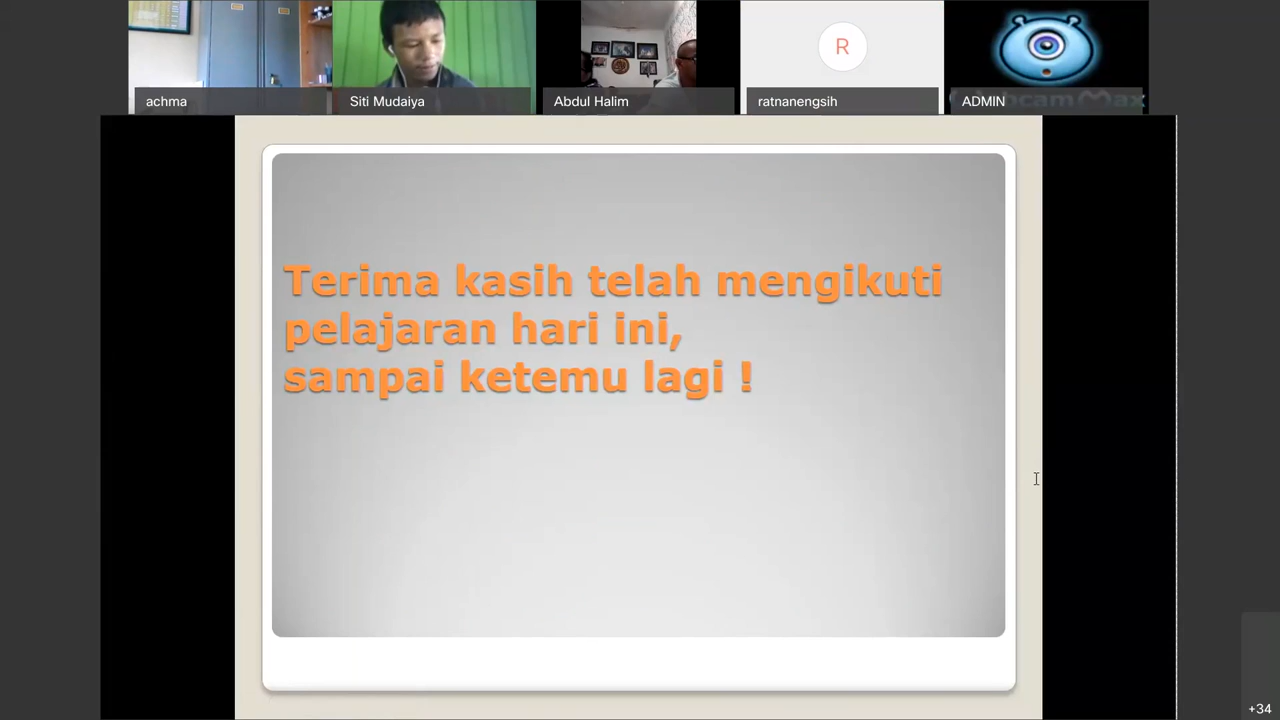 achma
Siti Mudaiya
Abdul Halim
R
ratnanengsih
ADMIN
Terima kasih telah mengikuti
pelajaran hari ini,
sampai ketemu lagi !
+34